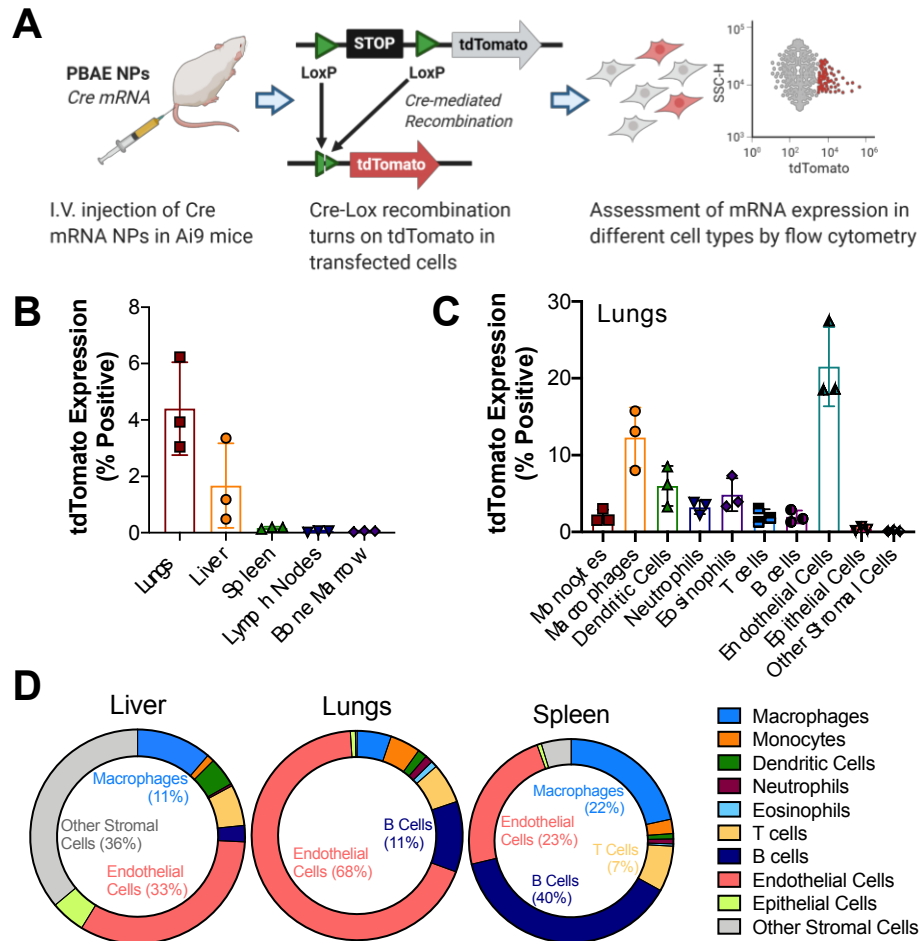 A
PBAE NPs
Cre mRNA
STOP
tdTomato
LoxP
LoxP
Cre-mediated
Recombination
tdTomato
SSC-H
10⁵
10⁴
10³
10⁰
10²
10⁴
10⁶
tdTomato
I.V. injection of Cre
mRNA NPs in Ai9 mice
Cre-Lox recombination
turns on tdTomato in
transfected cells
Assessment of mRNA expression in
different cell types by flow cytometry
B
tdTomato Expression
(% Positive)
8
6
4
2
0
Lungs
Liver
Spleen
Lymph Nodes
Bone Marrow
C
Lungs
tdTomato Expression
(% Positive)
30
20
10
0
Monocytes
Macrophages
Dendritic Cells
Neutrophils
Eosinophils
T cells
B cells
Endothelial Cells
Epithelial Cells
Other Stromal Cells
D
Liver
Macrophages
(11%)
Other Stromal
Cells (36%)
Endothelial
Cells (33%)
Lungs
B Cells
(11%)
Endothelial
Cells (68%)
Spleen
Macrophages
(22%)
Endothelial
Cells (23%)
T Cells
(7%)
B Cells
(40%)
Macrophages
Monocytes
Dendritic Cells
Neutrophils
Eosinophils
T cells
B cells
Endothelial Cells
Epithelial Cells
Other Stromal Cells